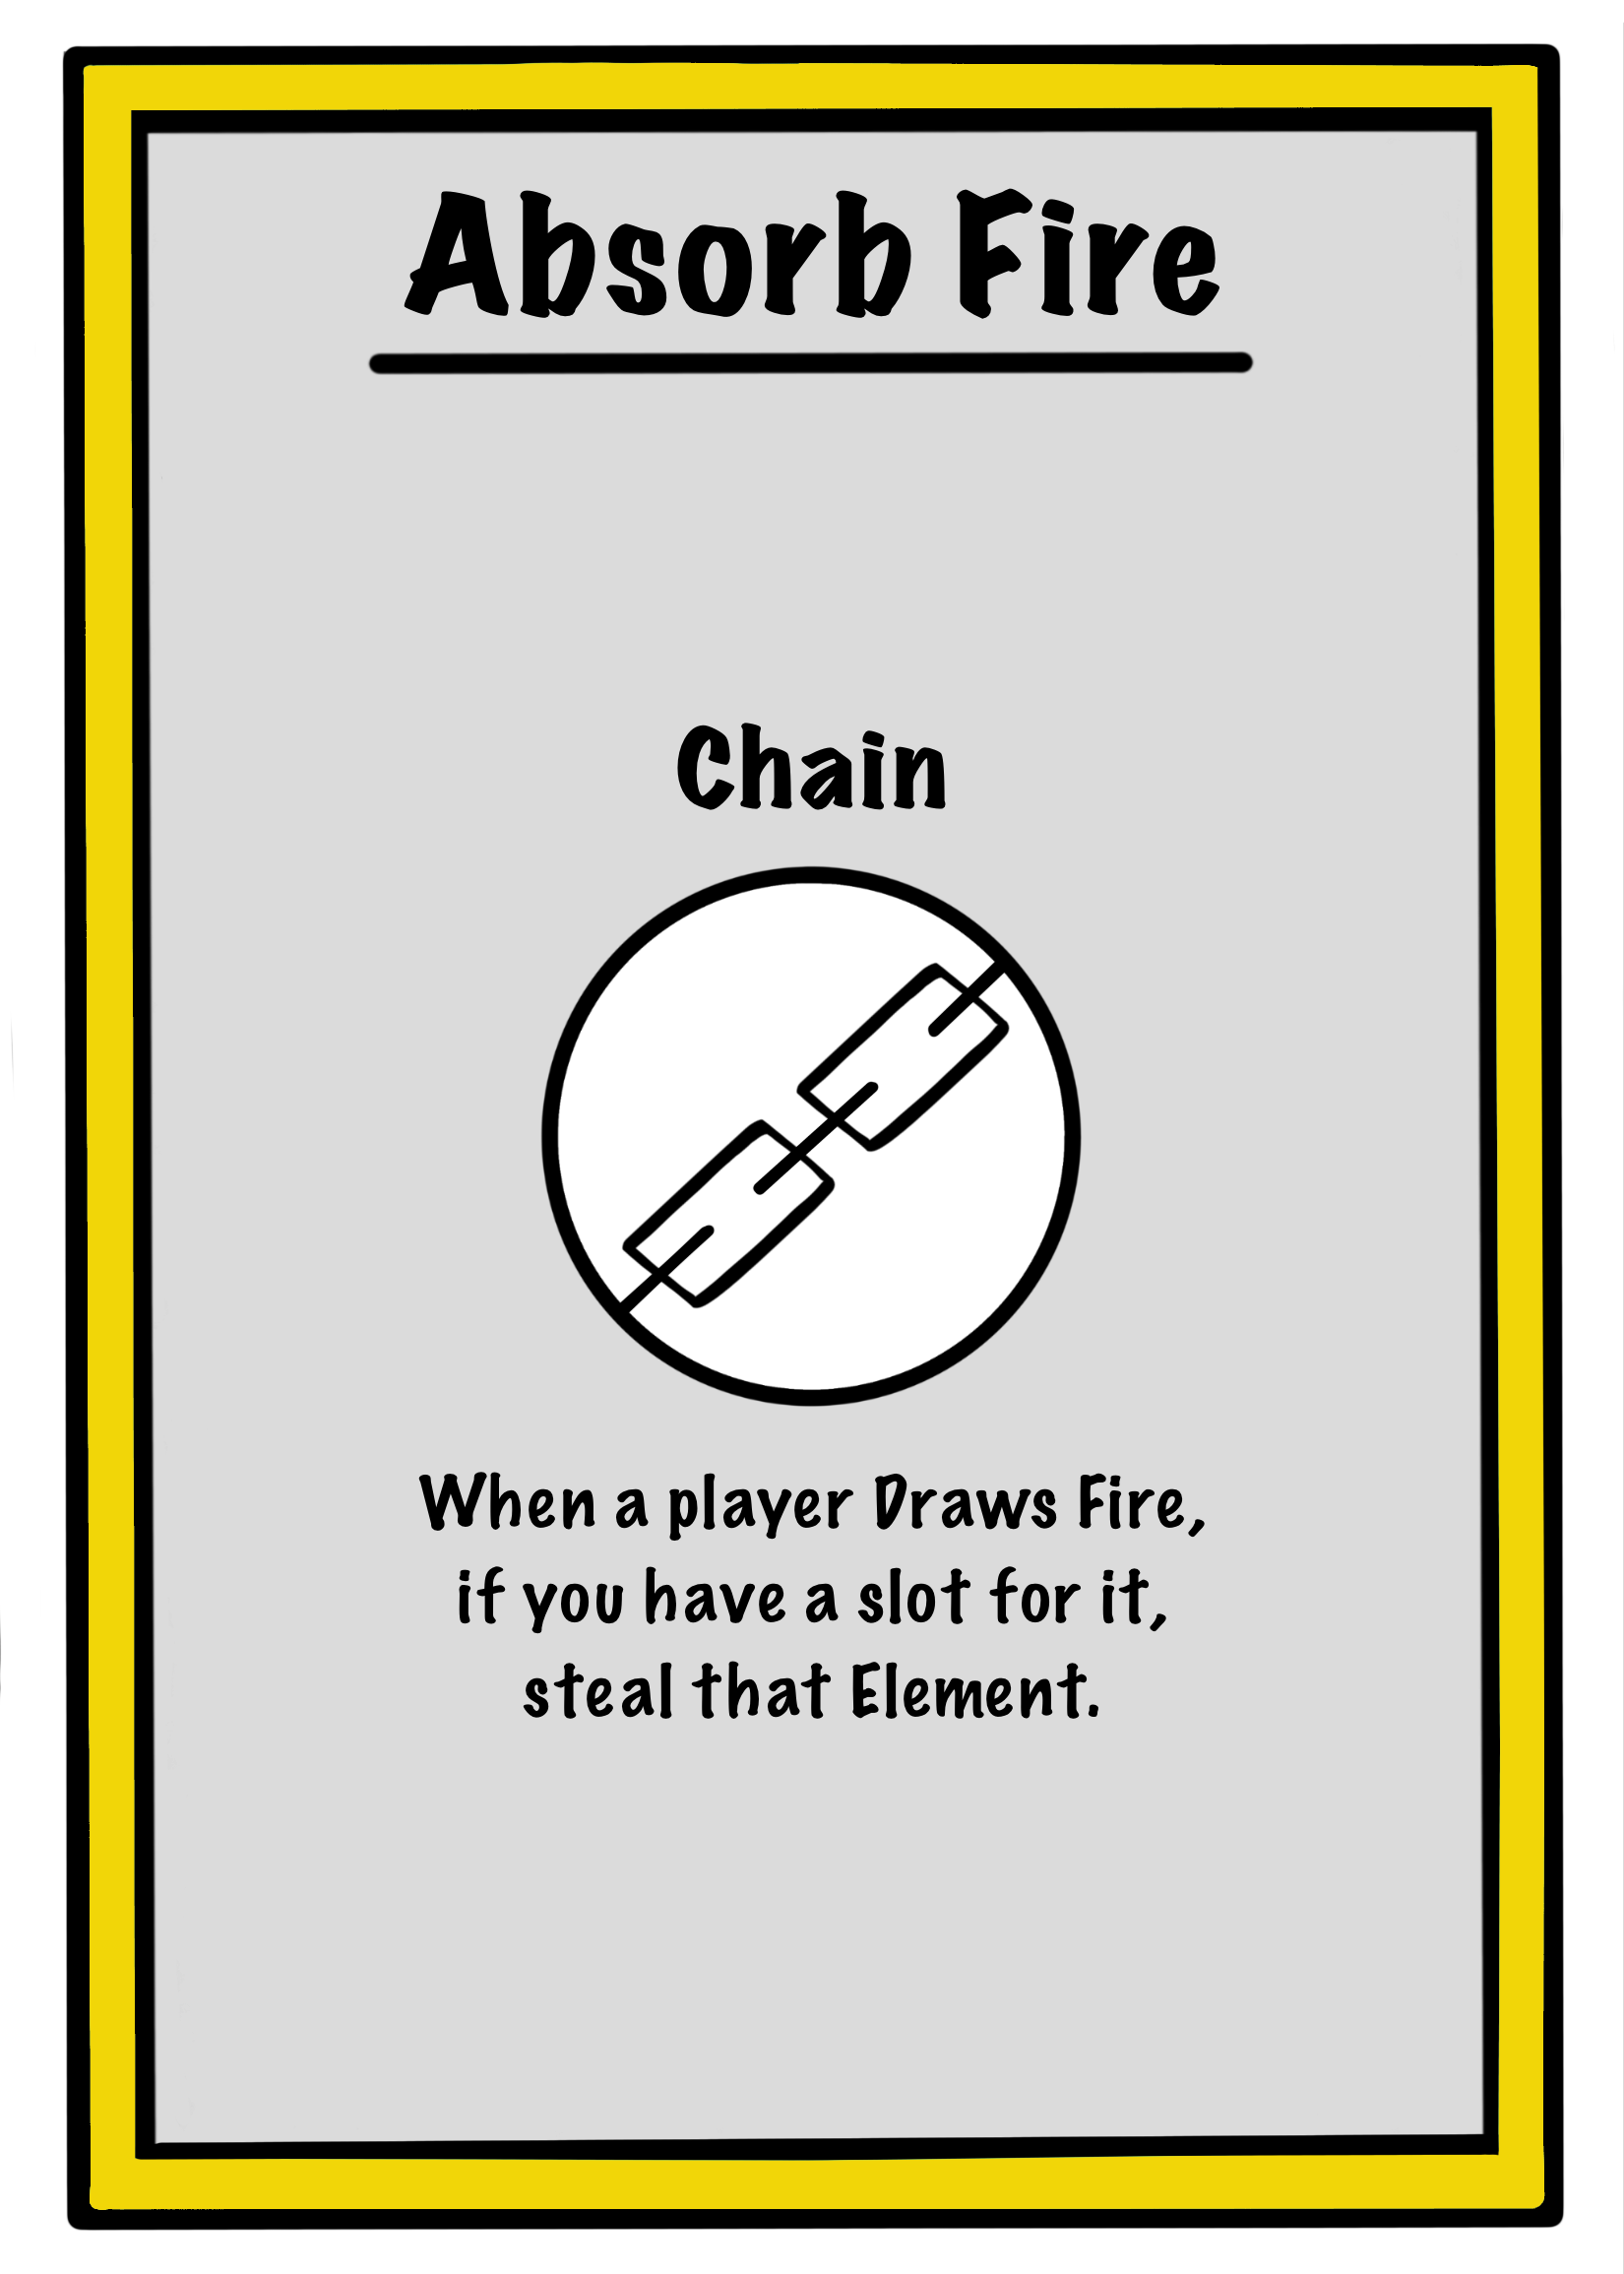 Absorb Fire
Chain
When a player Draws Fire,
if you have a slot for it,
steal that Element.